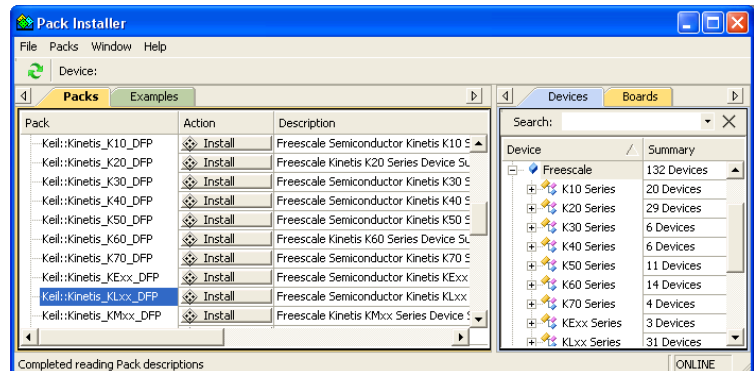 Pack Installer
File Packs Window Help
Device:
Packs Examples
Pack Action Description
Keil::Kinetis_K10_DFP Install Freescale Semiconductor Kinetis K10 S
Keil::Kinetis_K20_DFP Install Freescale Kinetis K20 Series Device Su
Keil::Kinetis_K30_DFP Install Freescale Semiconductor Kinetis K30 S
Keil::Kinetis_K40_DFP Install Freescale Semiconductor Kinetis K40 S
Keil::Kinetis_K50_DFP Install Freescale Semiconductor Kinetis K50 S
Keil::Kinetis_K60_DFP Install Freescale Kinetis K60 Series Device Su
Keil::Kinetis_K70_DFP Install Freescale Semiconductor Kinetis K70 S
Keil::Kinetis_KExx_DFP Install Freescale Semiconductor Kinetis KExx
Keil::Kinetis_KLxx_DFP Install Freescale Semiconductor Kinetis KLxx
Keil::Kinetis_KMxx_DFP Install Freescale Kinetis KMxx Series Device S
Devices Boards
Search:
Device Summary
Freescale 132 Devices
K10 Series 20 Devices
K20 Series 29 Devices
K30 Series 6 Devices
K40 Series 6 Devices
K50 Series 11 Devices
K60 Series 14 Devices
K70 Series 4 Devices
KExx Series 3 Devices
KLxx Series 31 Devices
Completed reading Pack descriptions
ONLINE